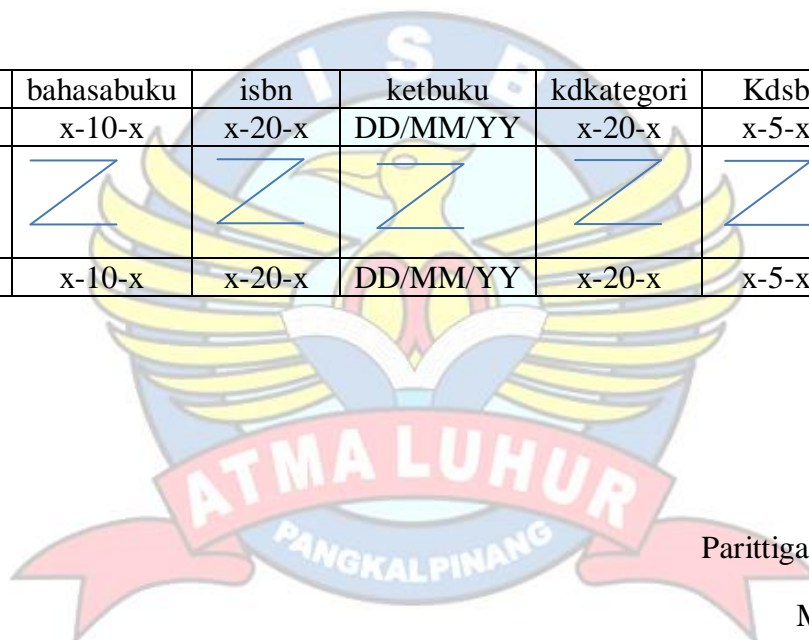 I S B
bahasabuku isbn ketbuku kdkategori Kdsb
x-10-x x-20-x DD/MM/YY x-20-x x-5-x
x-10-x x-20-x DD/MM/YY x-20-x x-5-x
ATMA LUHUR
PANGKALPINANG
Parittiga
M